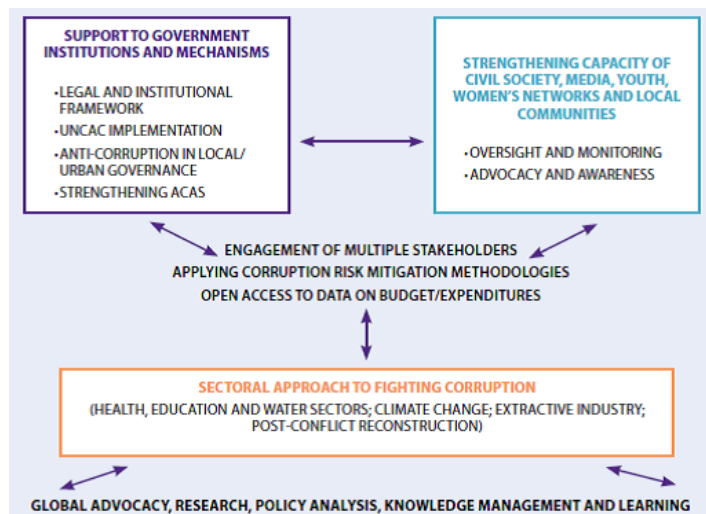 SUPPORT TO GOVERNMENT
INSTITUTIONS AND MECHANISMS
•LEGAL AND INSTITUTIONAL
FRAMEWORK
•UNCAC IMPLEMENTATION
•ANTI-CORRUPTION IN LOCAL/
URBAN GOVERNANCE
•STRENGTHENING ACAS
STRENGTHENING CAPACITY OF
CIVIL SOCIETY, MEDIA, YOUTH,
WOMEN'S NETWORKS AND LOCAL
COMMUNITIES
•OVERSIGHT AND MONITORING
•ADVOCACY AND AWARENESS
ENGAGEMENT OF MULTIPLE STAKEHOLDERS
APPLYING CORRUPTION RISK MITIGATION METHODOLOGIES
OPEN ACCESS TO DATA ON BUDGET/EXPENDITURES
SECTORAL APPROACH TO FIGHTING CORRUPTION
(HEALTH, EDUCATION AND WATER SECTORS; CLIMATE CHANGE; EXTRACTIVE INDUSTRY;
POST-CONFLICT RECONSTRUCTION)
GLOBAL ADVOCACY, RESEARCH, POLICY ANALYSIS, KNOWLEDGE MANAGEMENT AND LEARNING